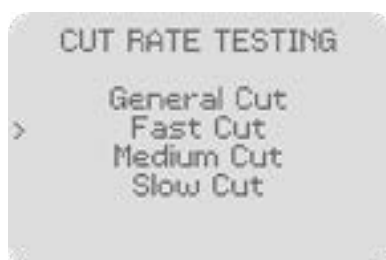 CUT RATE TESTING
General Cut
> Fast Cut
Medium Cut
Slow Cut